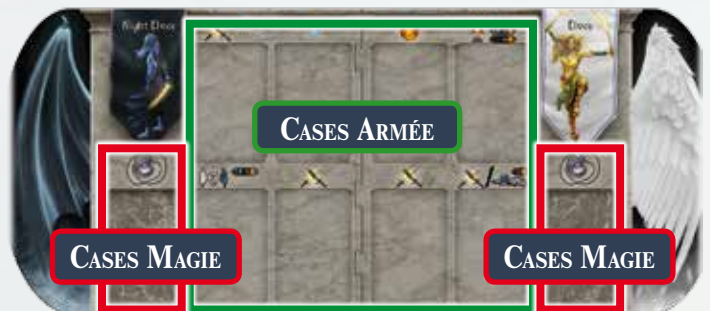 Night Elves
Elves
CASES ARMÉE
CASES MAGIE
CASES MAGIE